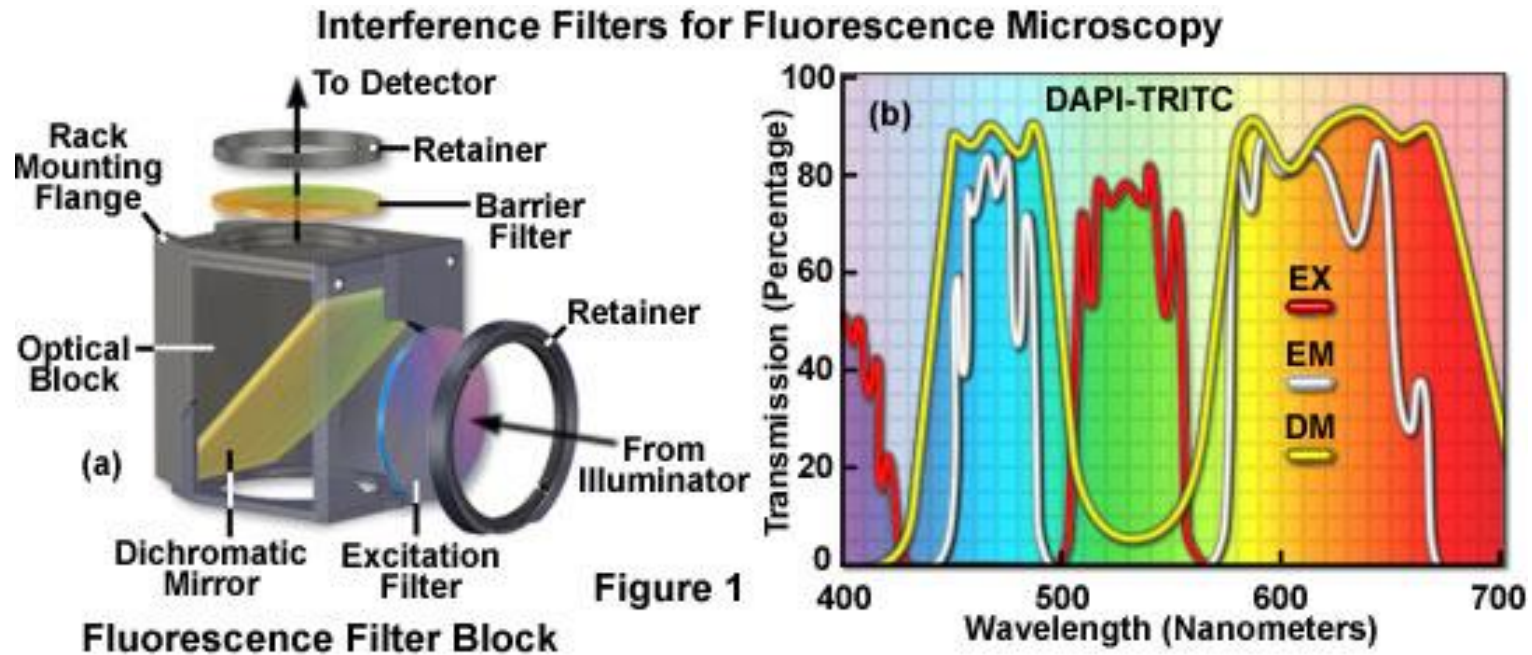 Interference Filters for Fluorescence Microscopy
To Detector
Rack
Mounting
Flange
Retainer
Barrier
Filter
Retainer
Optical
Block
From
Illuminator
(a)
Dichromatic
Mirror
Excitation
Filter
Figure 1
Fluorescence Filter Block
(b)
DAPI-TRITC
Transmission (Percentage)
100
80
60
40
20
0
EX
EM
DM
400
500
600
700
Wavelength (Nanometers)